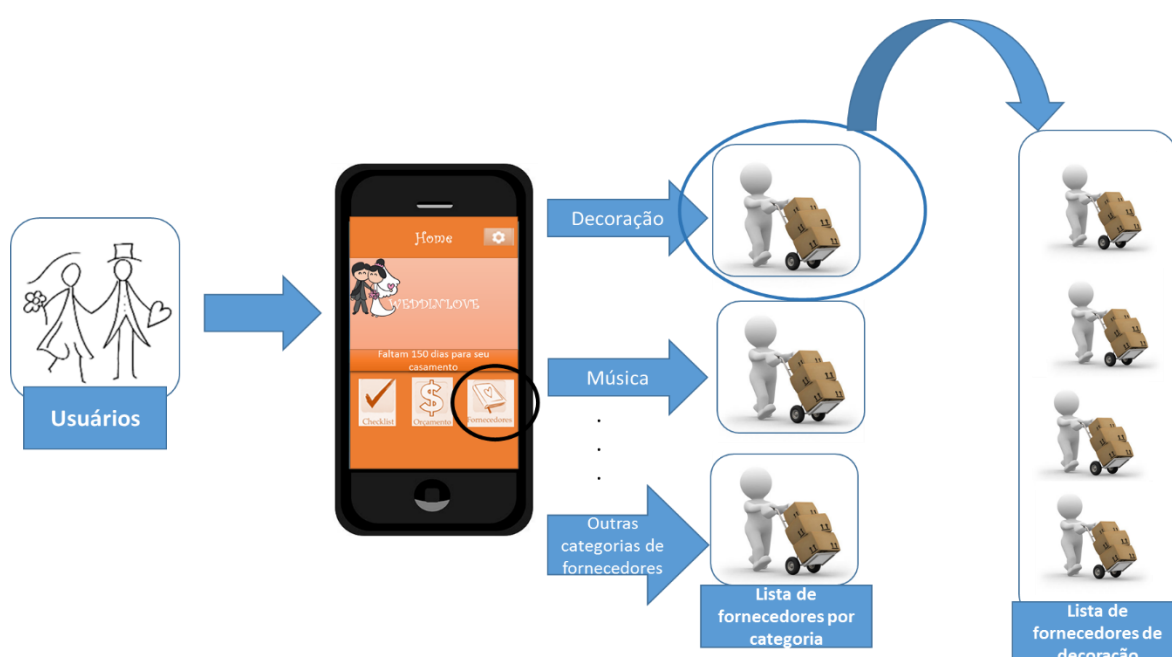 Usuários
Home
WEDDIN'LOVE
Faltam 150 dias para seu
casamento
Checklist
Orçamento
Fornecedores
Decoração
Música
.
.
.
Outras
categorias de
fornecedores
Lista de
fornecedores por
categoria
Lista de
fornecedores de
decoração